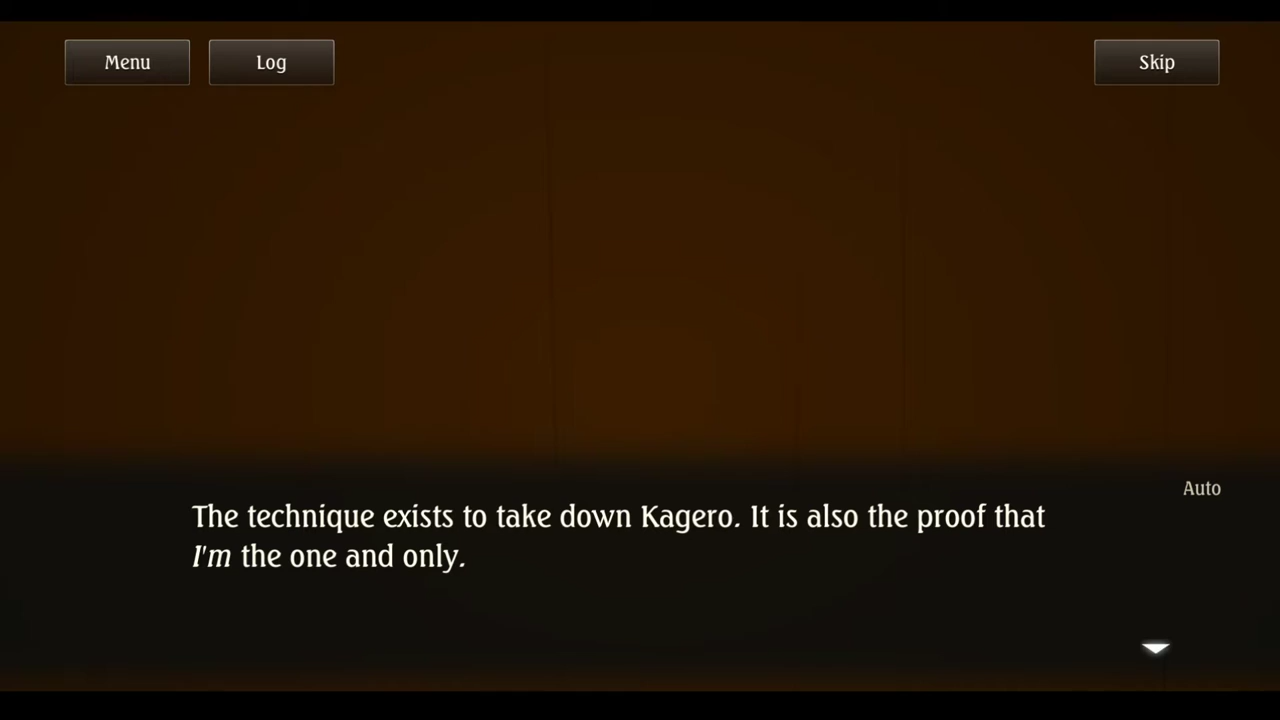 Menu
Log
Skip
Auto
The technique exists to take down Kagero. It is also the proof that
I'm the one and only.